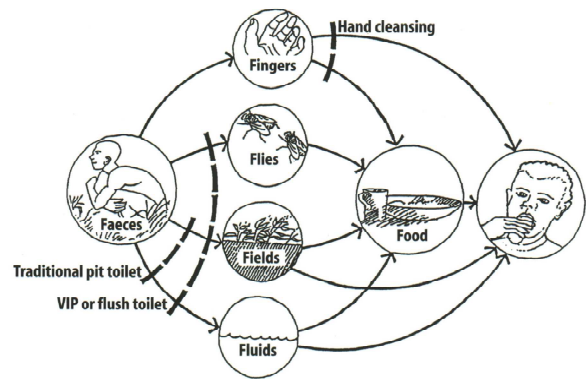 Hand cleansing
Fingers
Flies
Faeces
Food
Fields
Traditional pit toilet
VIP or flush toilet
Fluids